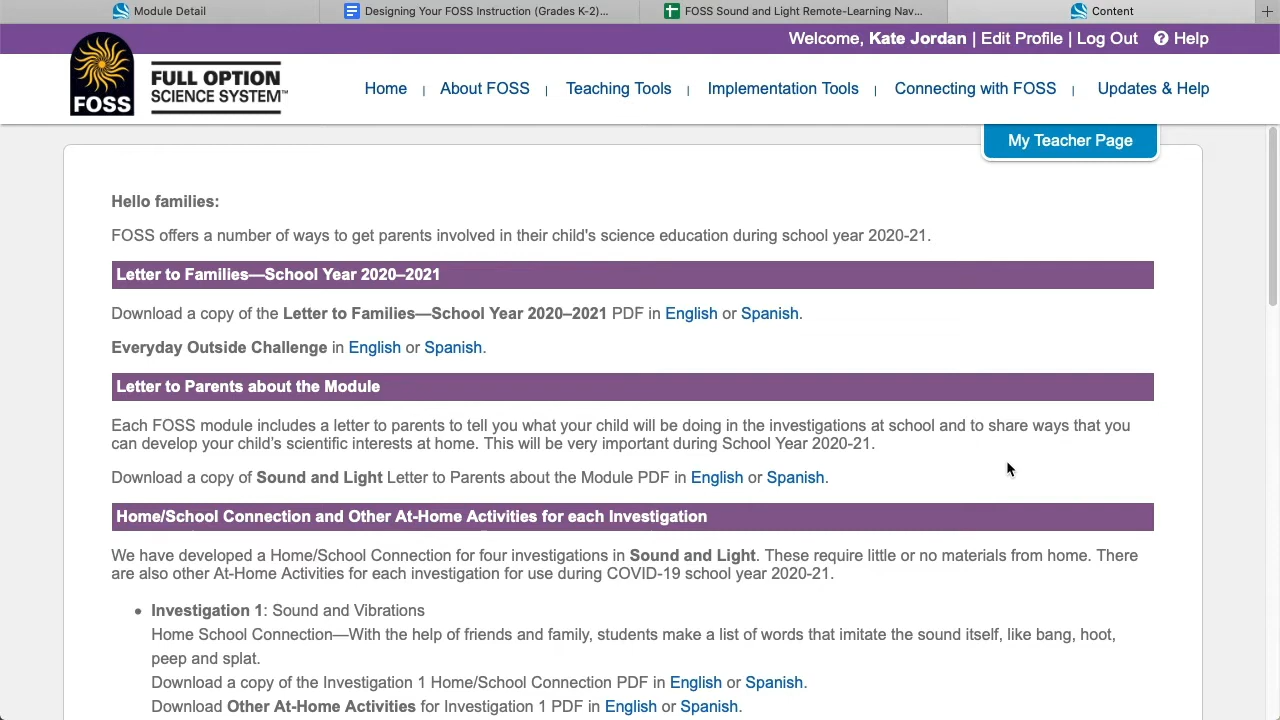 Module Detail
Designing Your FOSS Instruction (Grades K-2)...
FOSS Sound and Light Remote-Learning Nav...
Content
Welcome, Kate Jordan | Edit Profile | Log Out Help
FOSS
FULL OPTION
SCIENCE SYSTEM™
Home | About FOSS | Teaching Tools | Implementation Tools | Connecting with FOSS | Updates & Help
My Teacher Page
Hello families:
FOSS offers a number of ways to get parents involved in their child's science education during school year 2020-21.
Letter to Families—School Year 2020–2021
Download a copy of the Letter to Families—School Year 2020–2021 PDF in English or Spanish.
Everyday Outside Challenge in English or Spanish.
Letter to Parents about the Module
Each FOSS module includes a letter to parents to tell you what your child will be doing in the investigations at school and to share ways that you
can develop your child's scientific interests at home. This will be very important during School Year 2020-21.
Download a copy of Sound and Light Letter to Parents about the Module PDF in English or Spanish.
Home/School Connection and Other At-Home Activities for each Investigation
We have developed a Home/School Connection for four investigations in Sound and Light. These require little or no materials from home. There
are also other At-Home Activities for each investigation for use during COVID-19 school year 2020-21.
• Investigation 1: Sound and Vibrations
Home School Connection—With the help of friends and family, students make a list of words that imitate the sound itself, like bang, hoot,
peep and splat.
Download a copy of the Investigation 1 Home/School Connection PDF in English or Spanish.
Download Other At-Home Activities for Investigation 1 PDF in English or Spanish.